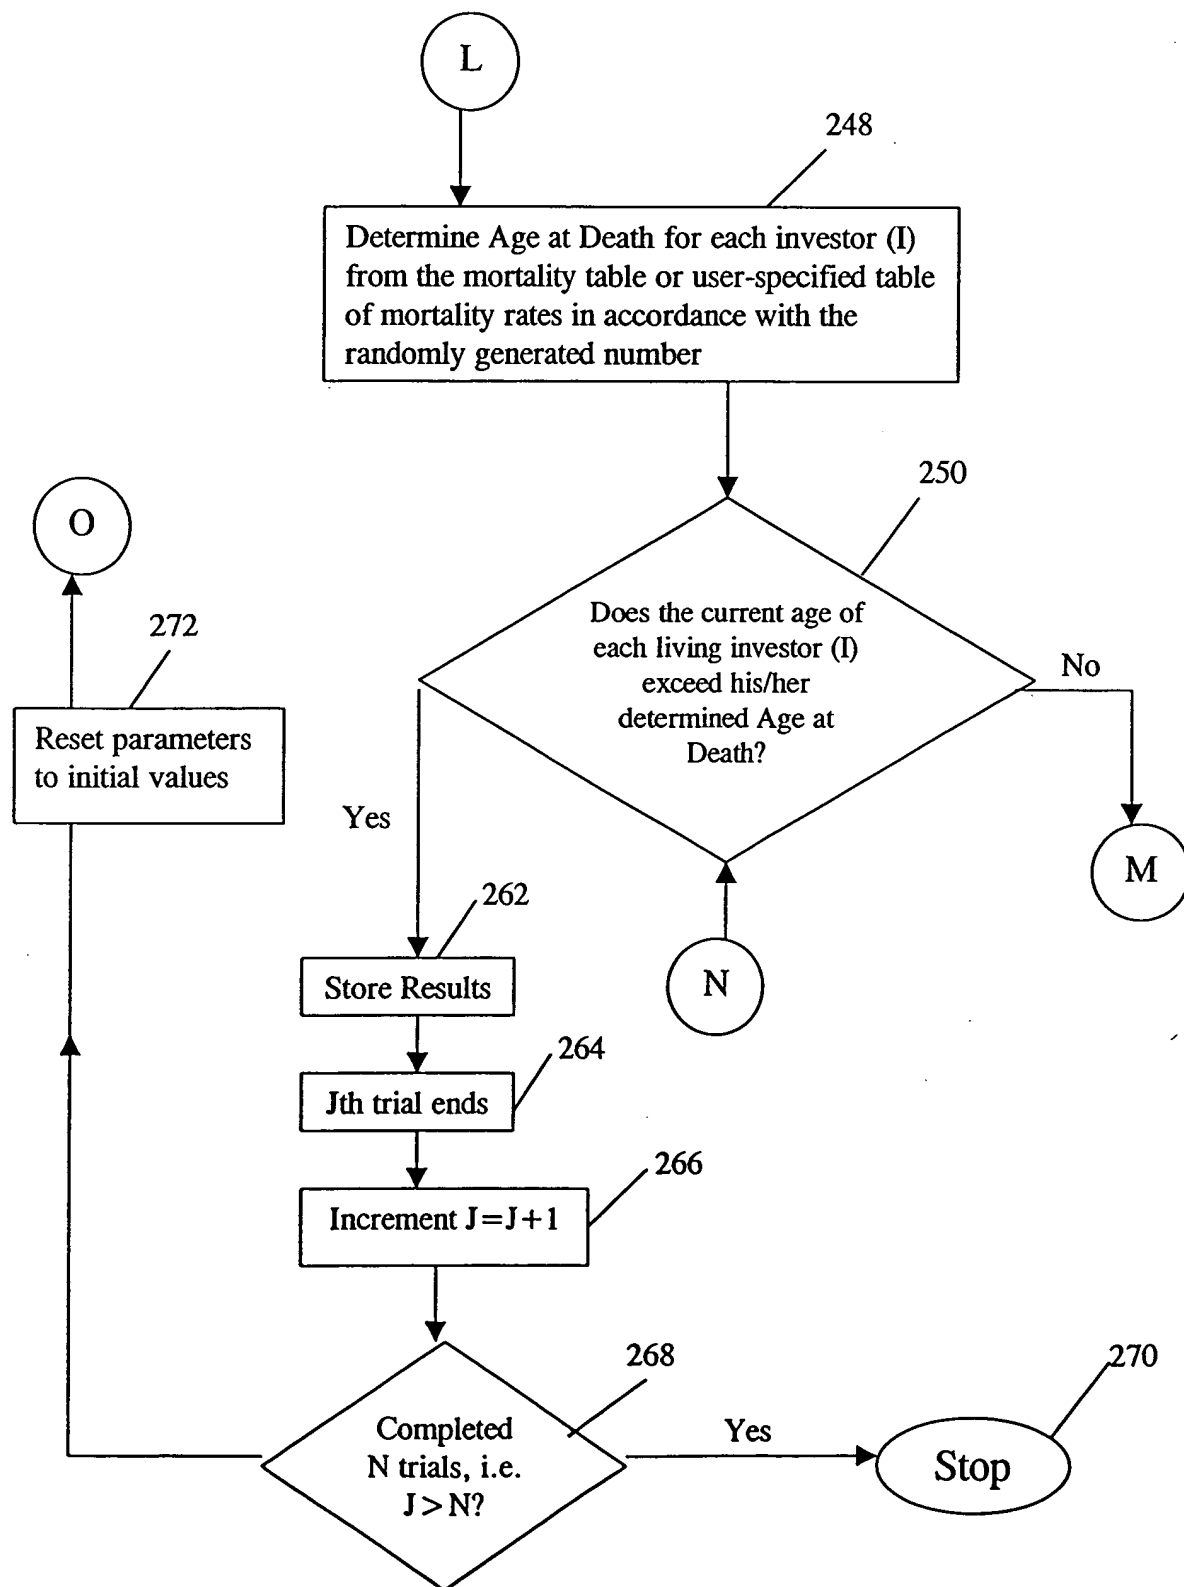 L
248
Determine Age at Death for each investor (I)
from the mortality table or user-specified table
of mortality rates in accordance with the
randomly generated number
250
O
Does the current age of
each living investor (I)
exceed his/her
determined Age at
Death?
272
No
Reset parameters
to initial values
Yes
M
262
N
Store Results
264
Jth trial ends
266
Increment J=J+1
268
270
Completed
N trials, i.e.
J>N?
Yes
Stop